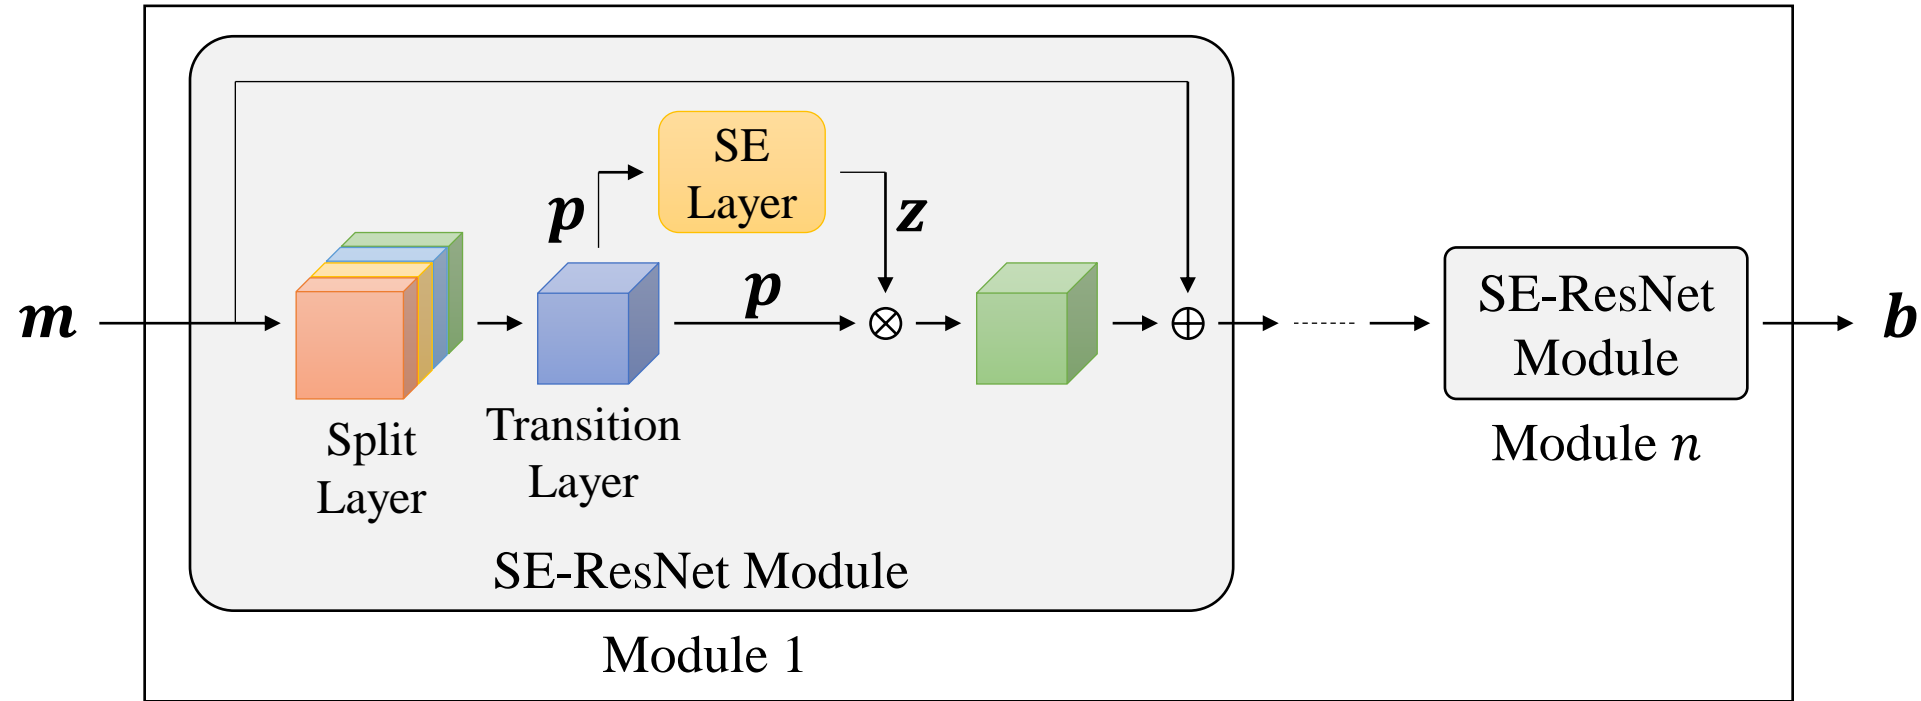 SE
Layer
p
z
p
m
Split
Layer
Transition
Layer
SE-ResNet Module
Module 1
SE-ResNet
Module
Module n
b